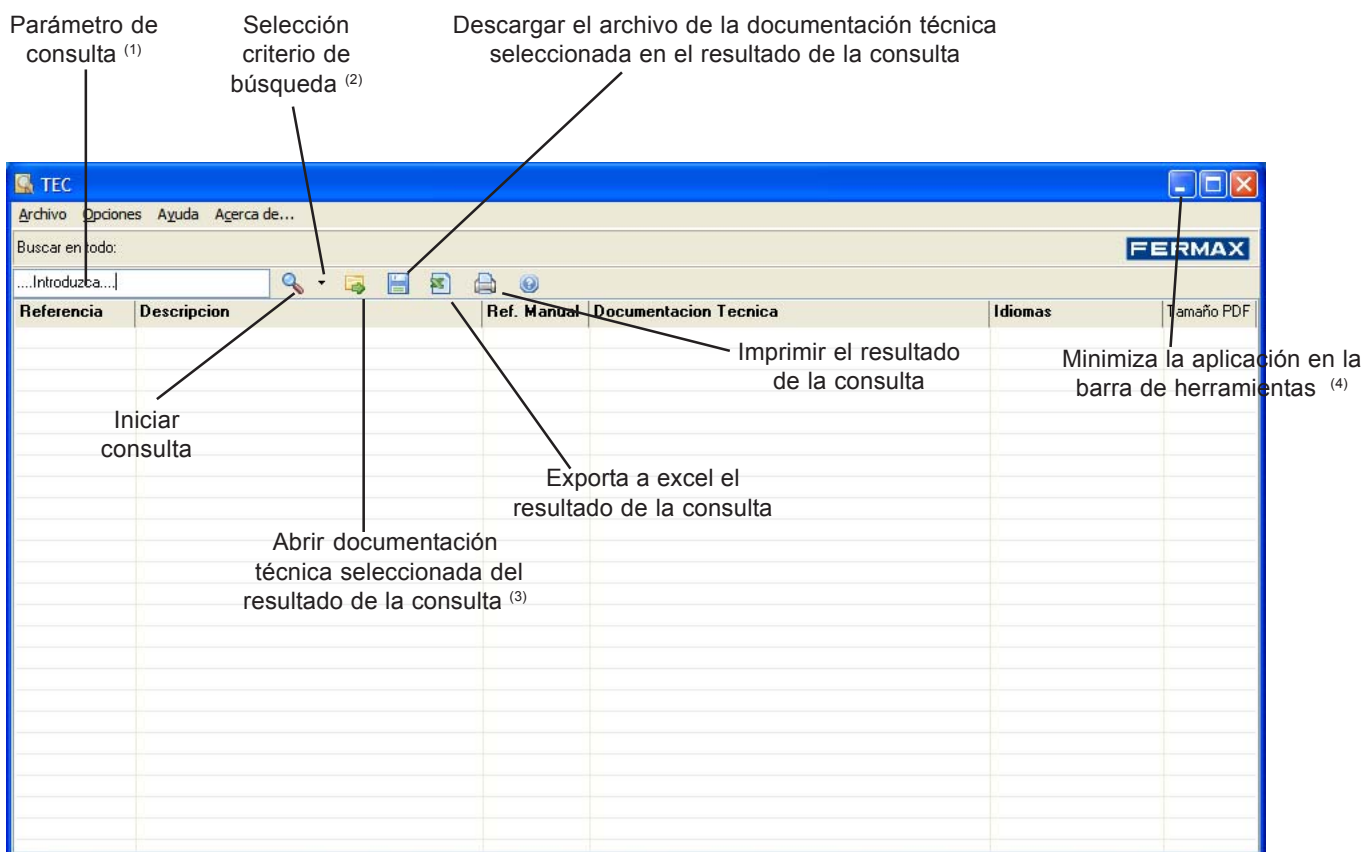 Parámetro de
consulta (1)
Selección
criterio de
búsqueda (2)
Descargar el archivo de la documentación técnica
seleccionada en el resultado de la consulta
TEC
Archivo Opciones Ayuda Acerca de...
Buscar en todo:
FERMAX
....Introduzca....
Referencia Descripcion Ref. Manual Documentacion Tecnica Idiomas Tamaño PDF
Imprimir el resultado
de la consulta
Minimiza la aplicación en la
barra de herramientas (4)
Iniciar
consulta
Exporta a excel el
resultado de la consulta
Abrir documentación
técnica seleccionada del
resultado de la consulta (3)